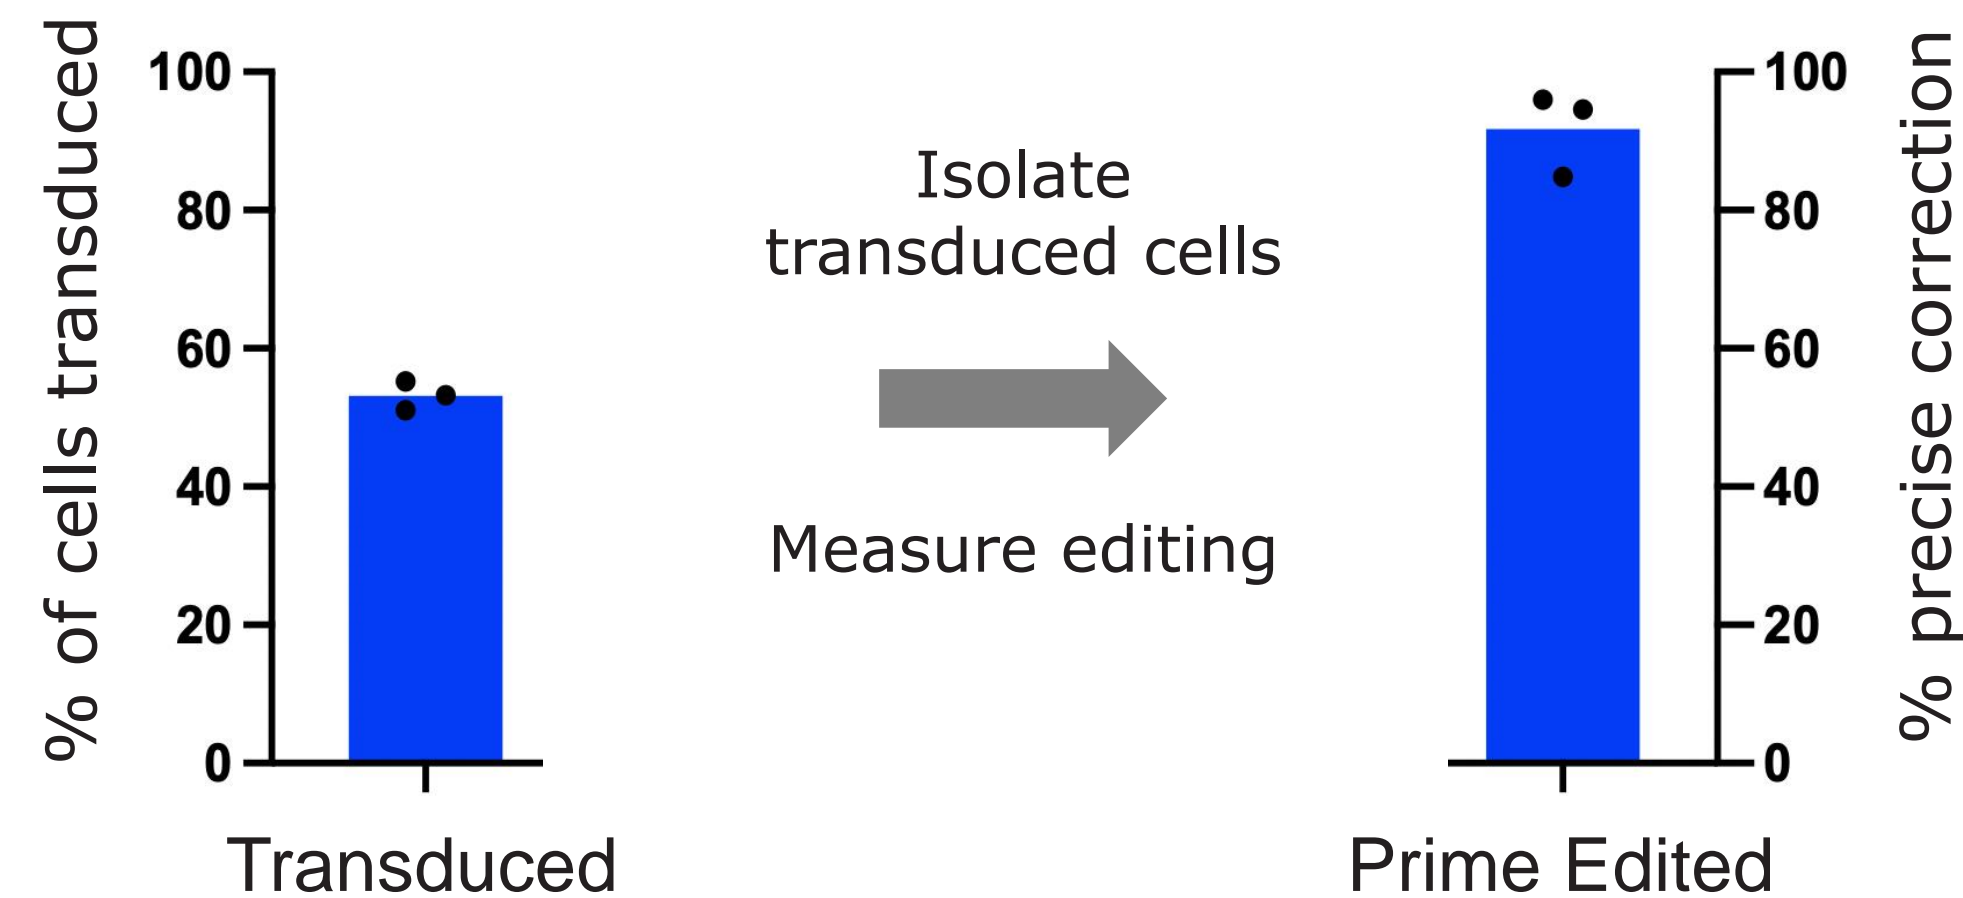 % of cells transduced
100
80
60
40
20
0
Transduced
Isolate
transduced cells
Measure editing
100
80
60
40
20
0
% precise correction
Prime Edited